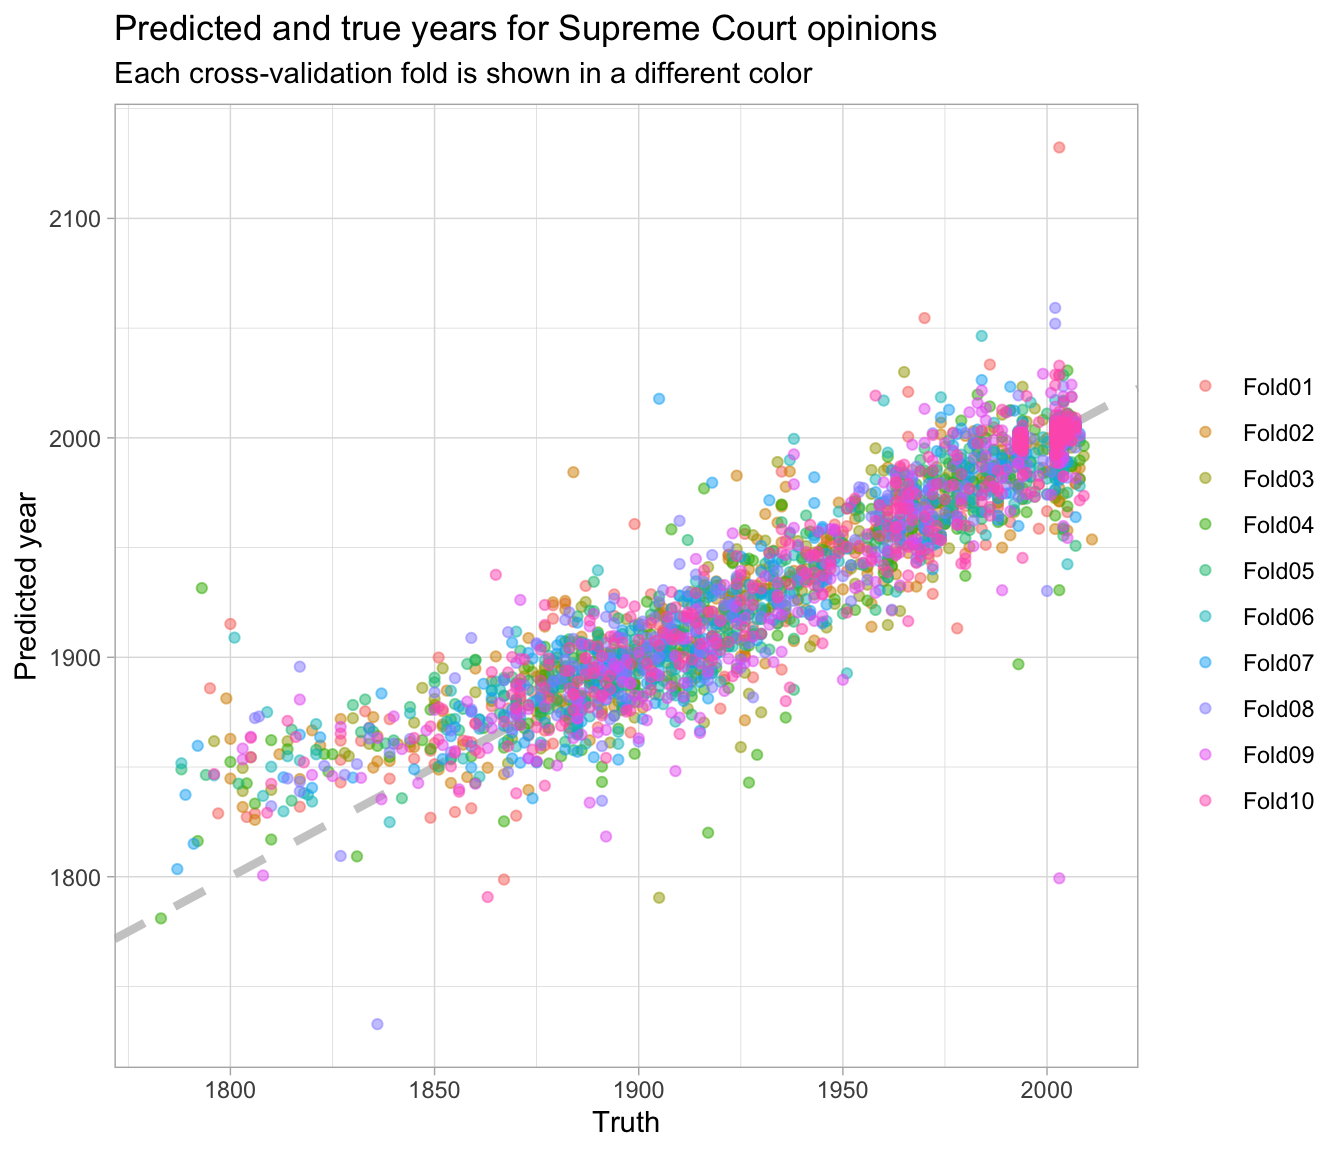 Predicted and true years for Supreme Court opinions
Each cross-validation fold is shown in a different color
Predicted year
2100
2000
1900
1800
1800 1850 1900 1950 2000
Truth
Fold01
Fold02
Fold03
Fold04
Fold05
Fold06
Fold07
Fold08
Fold09
Fold10